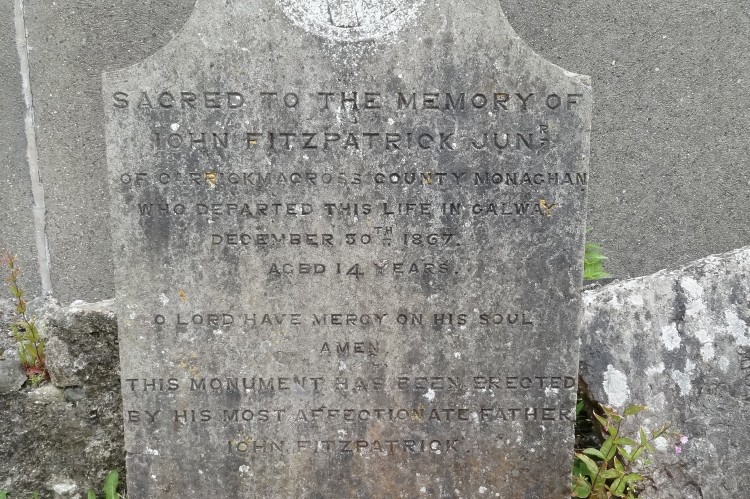 SACRED TO THE MEMORY OF
JOHN FITZPATRICK JUNR
OF CARRICKMACROSS COUNTY MONAGHAN
WHO DEPARTED THIS LIFE IN GALWAY
DECEMBER 30TH 1867.
AGED 14 YEARS.
O LORD HAVE MERCY ON HIS SOUL
AMEN
THIS MONUMENT HAS BEEN ERECTED
BY HIS MOST AFFECTIONATE FATHER
JOHN FITZPATRICK.